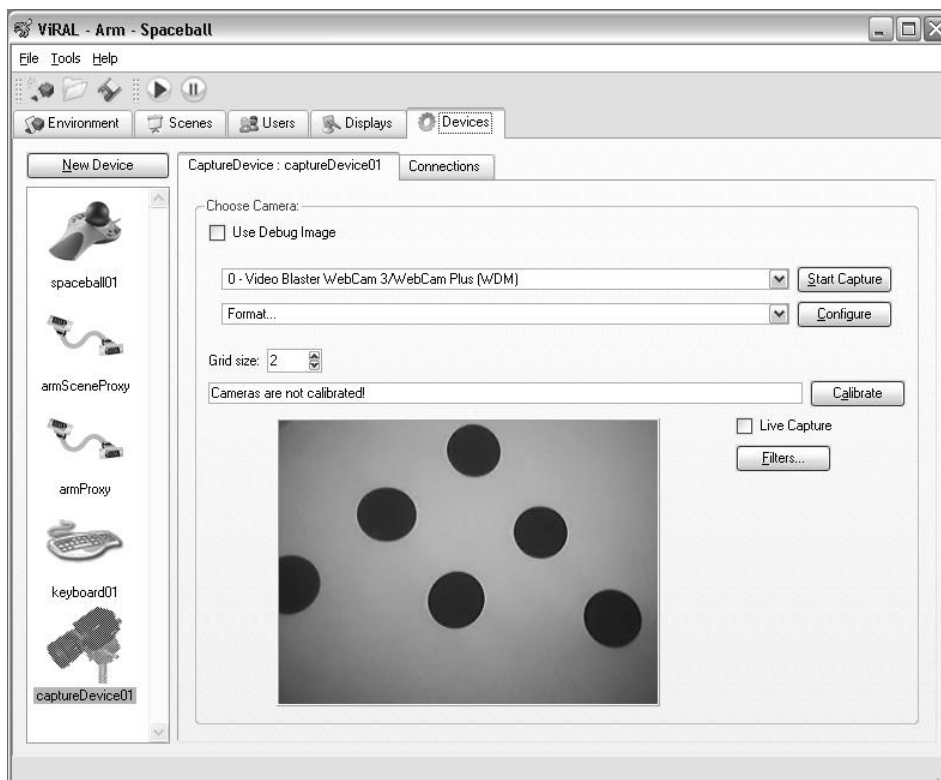 ViRAL - Arm - Spaceball
File Tools Help
Environment Scenes Users Displays Devices
New Device
CaptureDevice : captureDevice01 Connections
Choose Camera:
Use Debug Image
spaceball01
0 - Video Blaster WebCam 3/WebCam Plus (WDM) Start Capture
Format... Configure
Grid size: 2
armSceneProxy
Cameras are not calibrated! Calibrate
Live Capture
Filters...
armProxy
keyboard01
captureDevice01